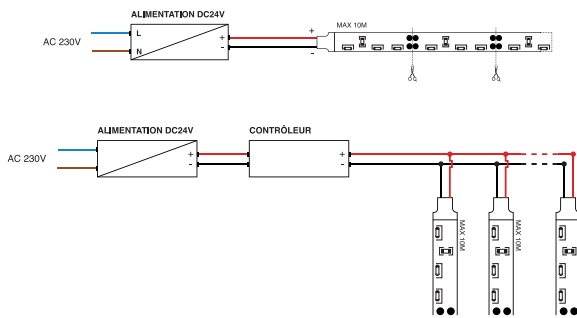 ALIMENTATION DC24V
MAX 10M
AC 230V
L
N
+
-
+
-
ALIMENTATION DC24V
CONTRÔLEUR
AC 230V
+
-
+
-
MAX 10M
MAX 10M